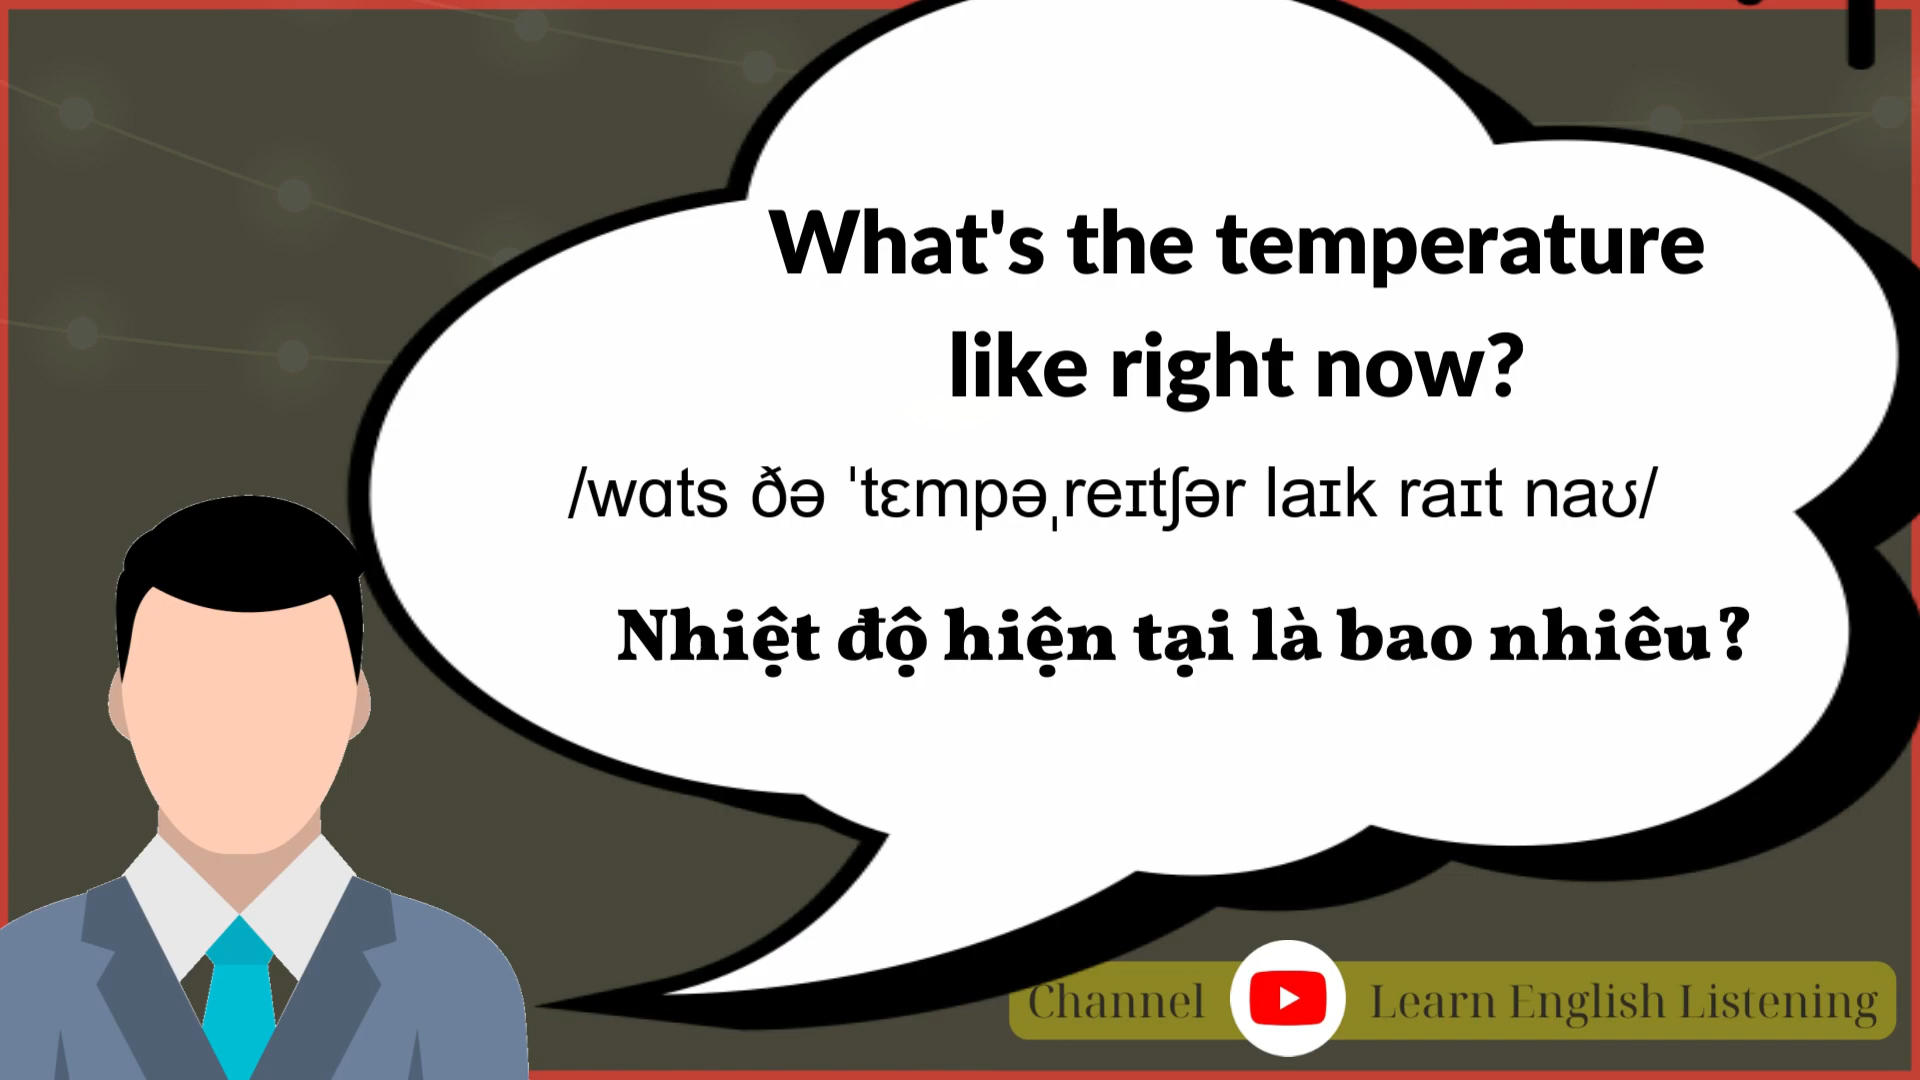 What's the temperature
like right now?
/wɑts ðə ˈtɛmpəˌreɪtʃər laɪk raɪt naʊ/
Nhiệt độ hiện tại là bao nhiêu?
Channel Learn English Listening